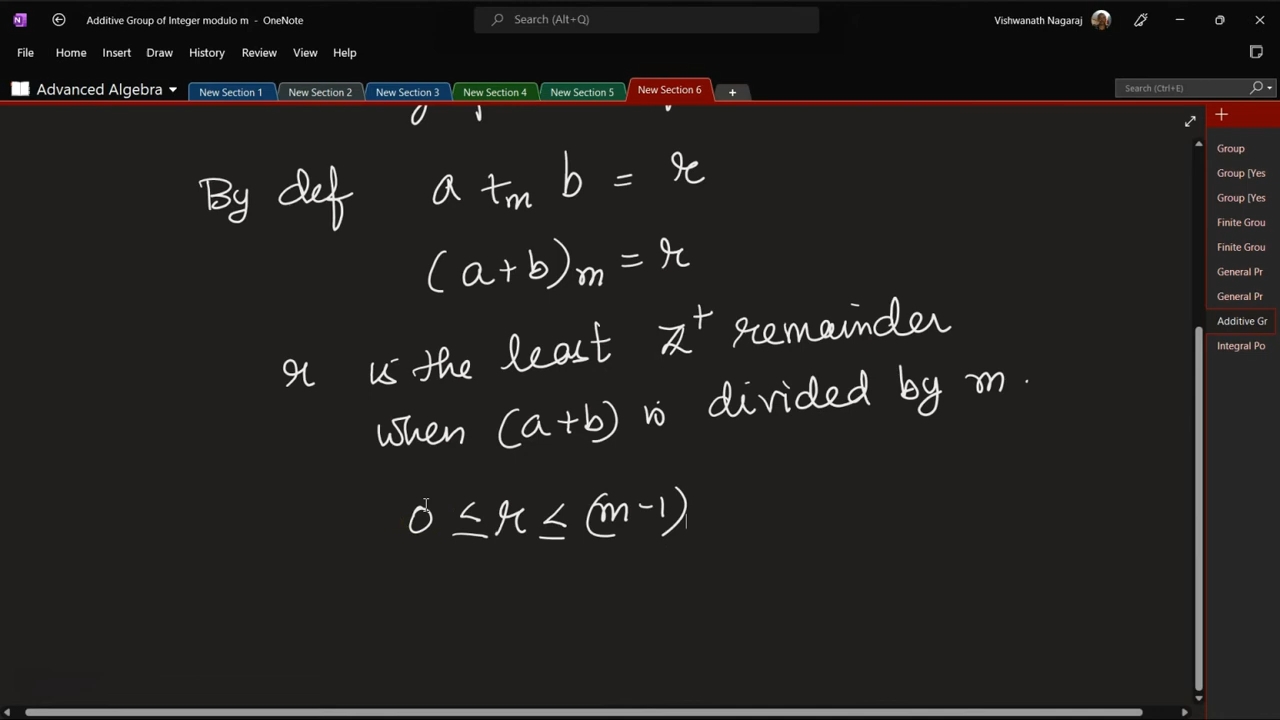 Additive Group of Integer modulo m - OneNote
Search (Alt+Q)
Vishwanath Nagaraj
File Home Insert Draw History Review View Help
Advanced Algebra
New Section 1 New Section 2 New Section 3 New Section 4 New Section 5 New Section 6 +
Search (Ctrl+E)
By def a +ₘ b = r
(a+b)ₘ = r
r is the least z⁺ remainder
when (a+b) is divided by m.
0 ≤ r ≤ (m-1)
Group
Group [Yes
Group [Yes
Finite Grou
Finite Grou
General Pr
General Pr
Additive Gr
Integral Po